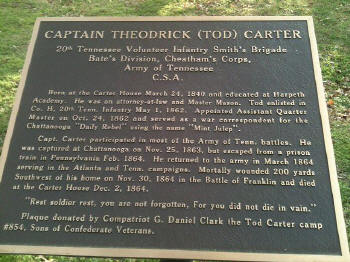 CAPTAIN THEODRICK (TOD) CARTER
20th Tennessee Volunteer Infantry Smith's Brigade
Bate's Division, Cheatham's Corps,
Army of Tennessee
C.S.A.
Born at the Carter House March 24, 1840 and educated at Harpeth
Academy. He was an attorney-at-law and Master Mason. Tod enlisted in
Co. H, 20th Tenn. Infantry May 1, 1862. Appointed Assistant Quarter
Master on Oct. 24, 1862 and served as a war correspondent for the
Chattanooga "Daily Rebel" using the name "Mint Julep".
Capt. Carter participated in most of the Army of Tenn. battles. He
was captured at Chattanooga on Nov. 25, 1863, but escaped from a prison
train in Pennsylvania Feb. 1864. He returned to the army in March 1864
serving in the Atlanta and Tenn. campaigns. Mortally wounded 200 yards
Southwest of his home on Nov. 30, 1864 in the Battle of Franklin and died
at the Carter House Dec. 2, 1864.
"Rest soldier rest, you are not forgotten, For you did not die in vain."
Plaque donated by Compatriot G. Daniel Clark the Tod Carter camp
#854, Sons of Confederate Veterans.